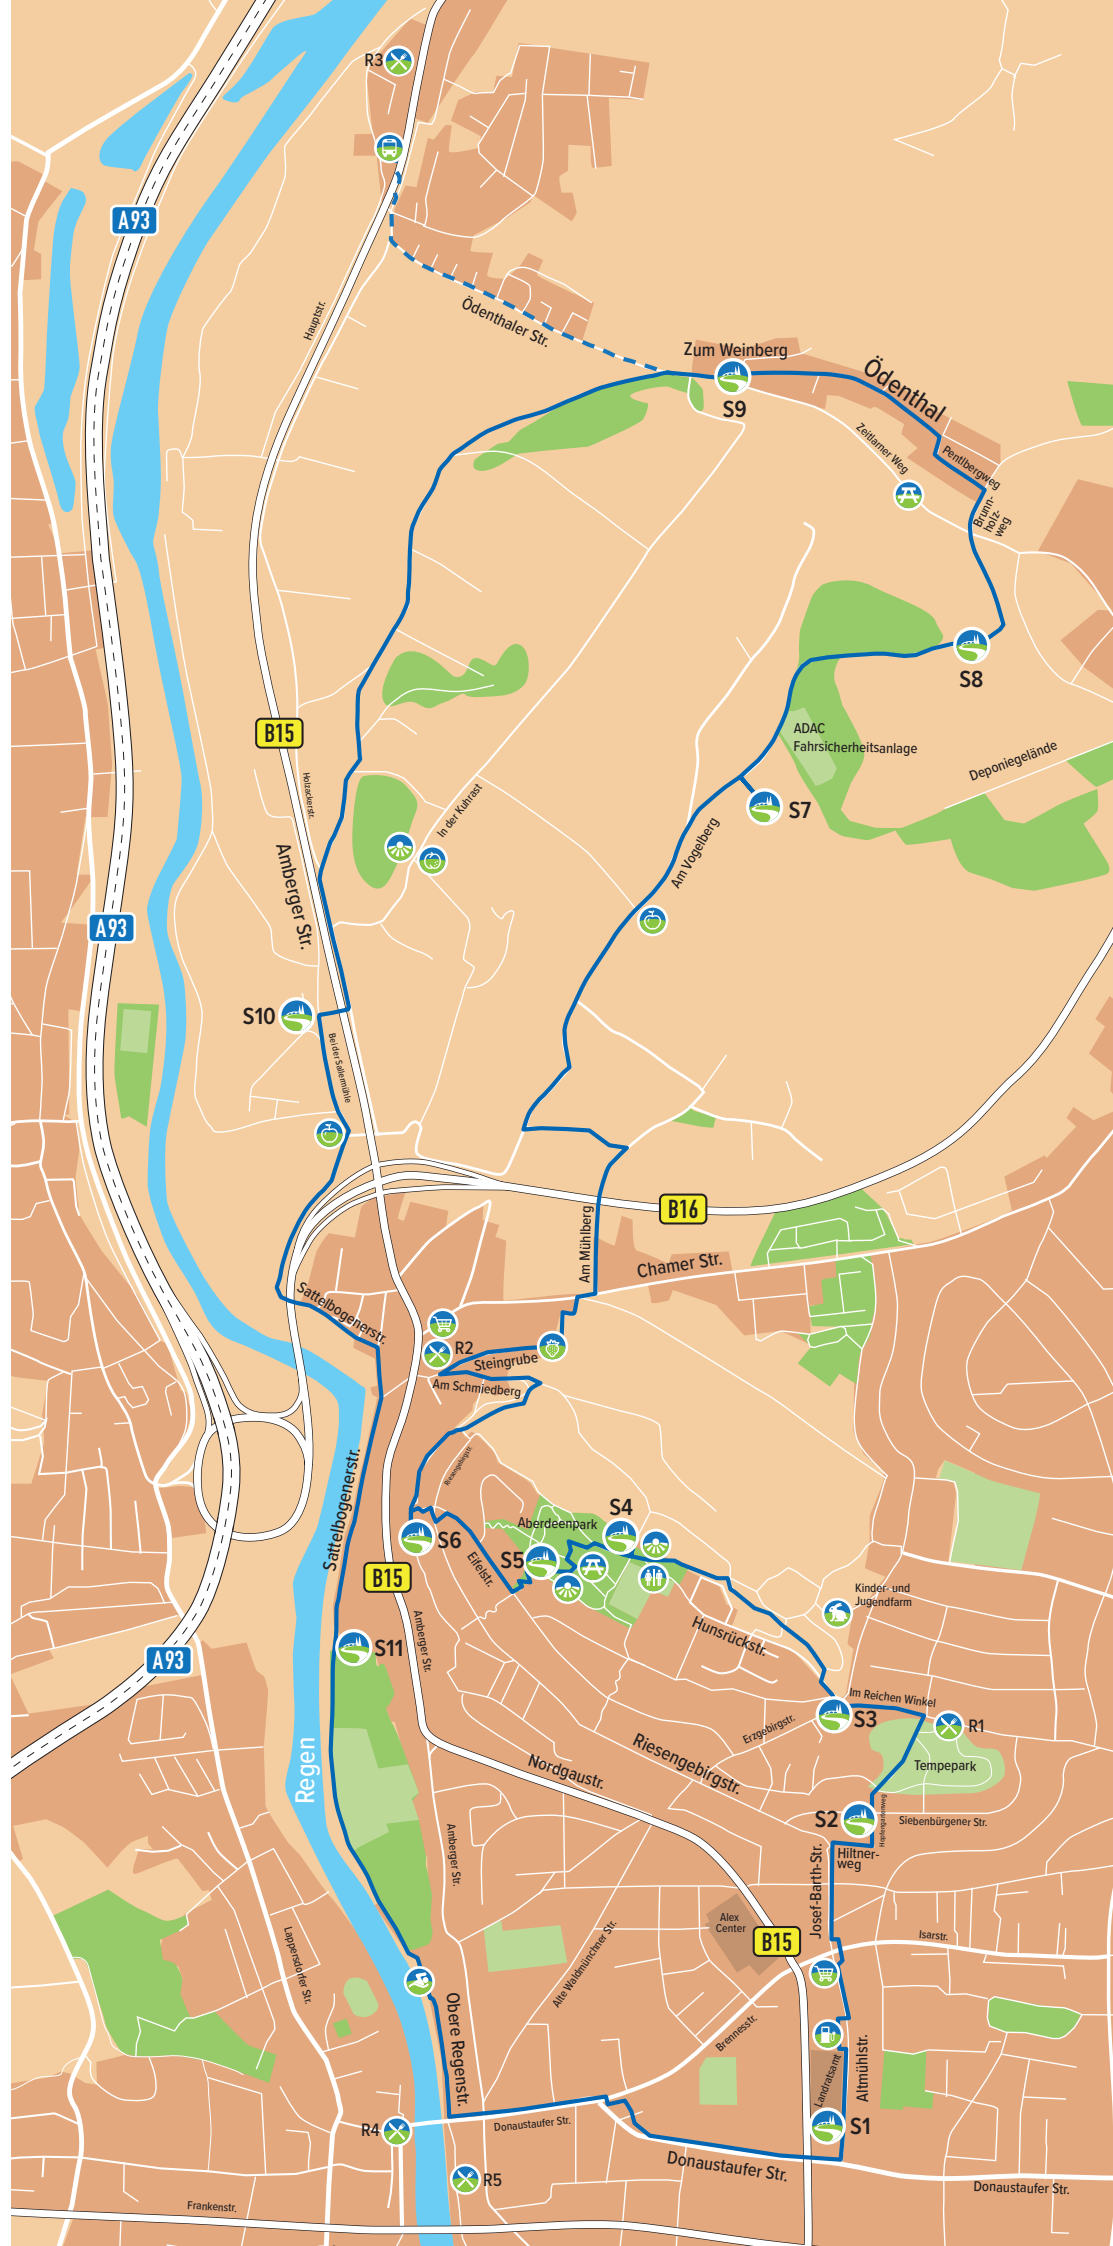 R3
A93
Hauptstr.
Ödenthaler Str.
Zum Weinberg
S9
Ödenthal
Zeitlarner Weg
Pentlbergweg
Brunn-
holz-
weg
S8
B15
ADAC
Fahrsicherheitsanlage
Deponiegelände
Holzackerstr.
In der Kuhrast
S7
Am Vogelberg
Amberger Str.
A93
S10
Bei der Sallermühle
B16
Am Mühlberg
Chamer Str.
Sattelbogenerstr.
R2
Steingrube
Am Schmiedberg
Riesengebirgstr.
Sattelbogenerstr.
S4
Aberdeenpark
S6
S5
Eifelstr.
B15
Kinder- und
Jugendfarm
Amberger Str.
Hunsrückstr.
S11
A93
Im Reichen Winkel
S3
R1
Erzgebirgstr.
Riesengebirgstr.
Regen
Nordgaustr.
Tempepark
S2
Hopfengartenweg
Siebenbürgener Str.
Amberger Str.
Hiltner-
weg
Josef-Barth-Str.
Alex
Center
B15
Isarstr.
Lappersdorfer Str.
Alte Waldmünchner Str.
Obere Regenstr.
Brennesstr.
Altmühlstr.
Landratsamt
R4
Donaustaufer Str.
S1
Donaustaufer Str.
R5
Donaustaufer Str.
Frankenstr.